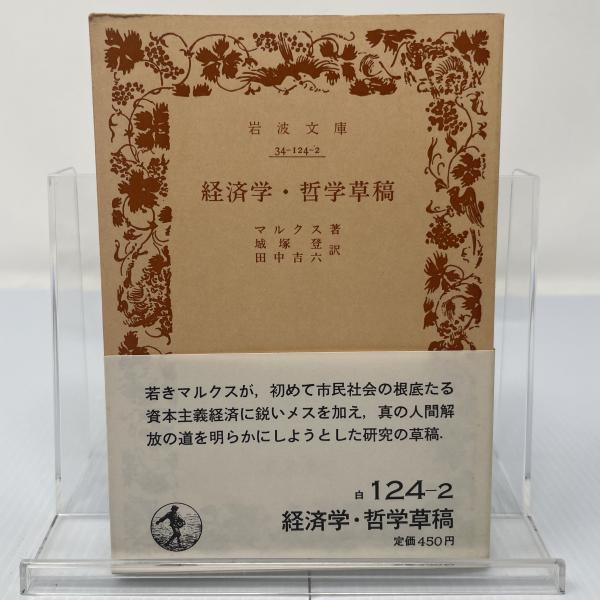 岩波文庫
34-124-2
経済学・哲学草稿
マルクス著
城塚登
田中吉六訳
若きマルクスが，初めて市民社会の根底たる
資本主義経済に鋭いメスを加え，真の人間解
放の道を明らかにしようとした研究の草稿．
白 124-2
経済学・哲学草稿
定価450円